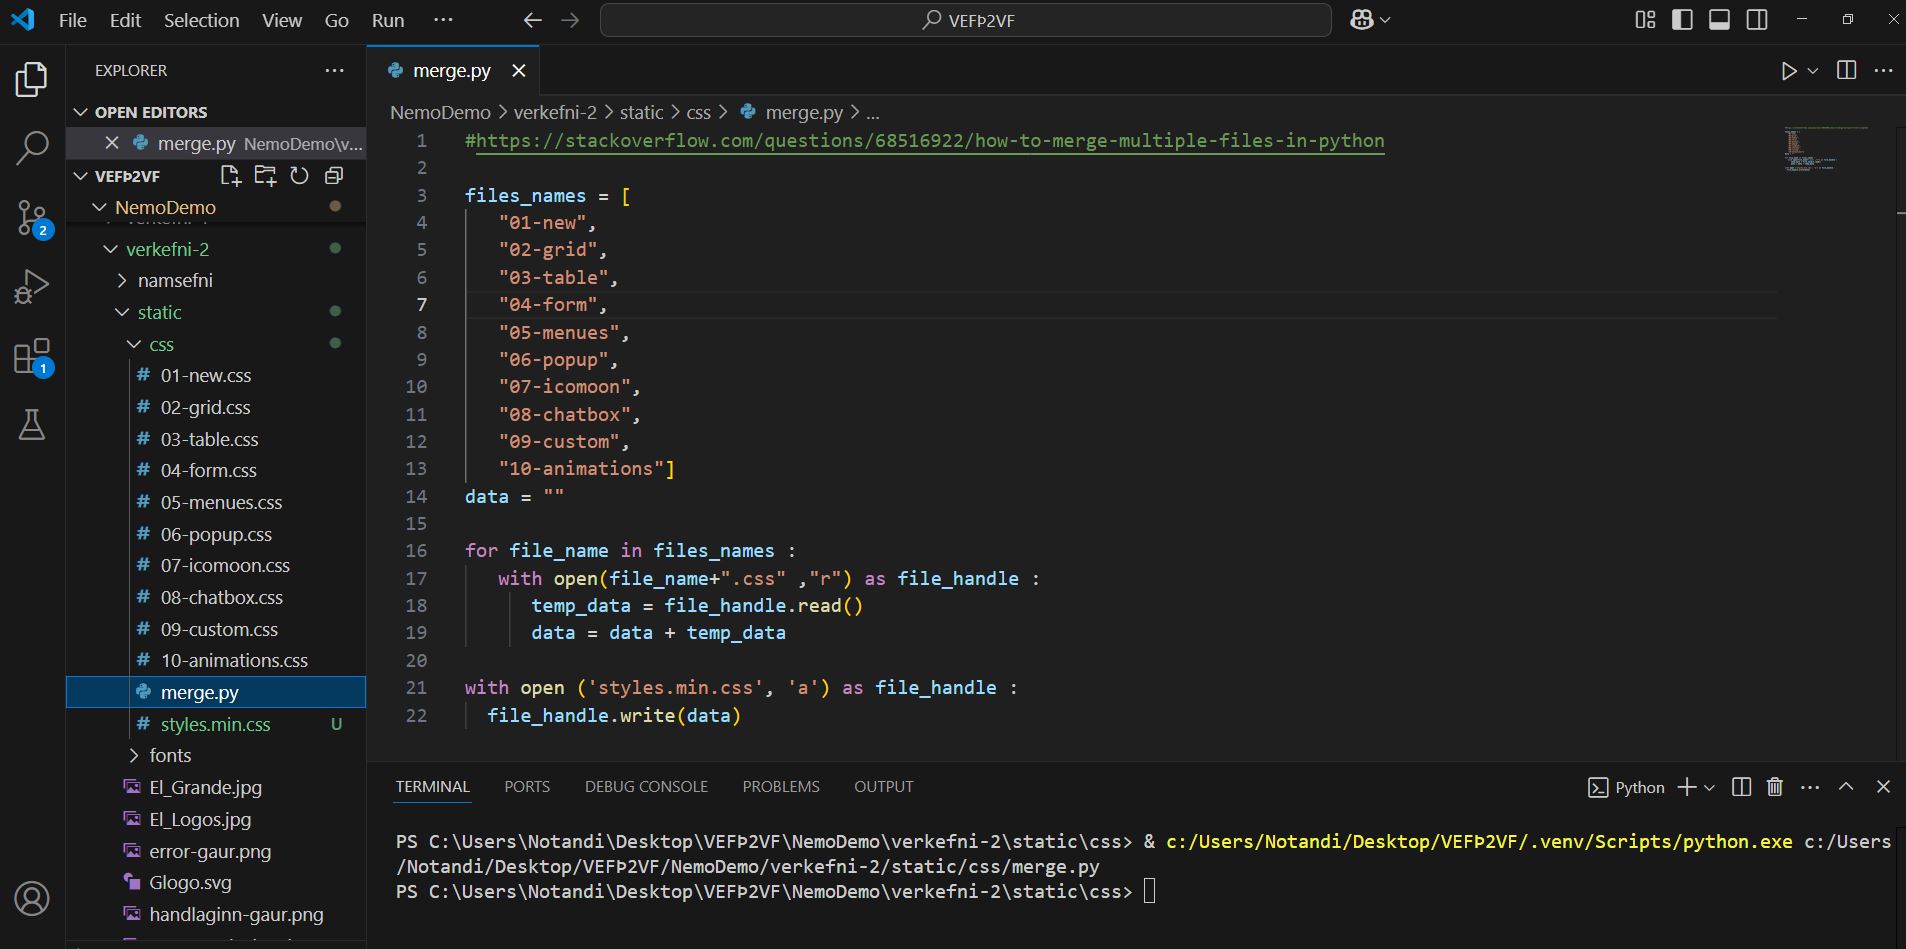 File Edit Selection View Go Run ··· VEFÞ2VF
EXPLORER ···
OPEN EDITORS
merge.py NemoDemo\v...
VEFÞ2VF
NemoDemo
verkefni-2
namsefni
static
css
# 01-new.css
# 02-grid.css
# 03-table.css
# 04-form.css
# 05-menues.css
# 06-popup.css
# 07-icomoon.css
# 08-chatbox.css
# 09-custom.css
# 10-animations.css
merge.py
# styles.min.css U
fonts
El_Grande.jpg
El_Logos.jpg
error-gaur.png
Glogo.svg
handlaginn-gaur.png
2
1
merge.py
NemoDemo > verkefni-2 > static > css > merge.py > ...
1 #https://stackoverflow.com/questions/68516922/how-to-merge-multiple-files-in-python
2
3 files_names = [
4 "01-new",
5 "02-grid",
6 "03-table",
7 "04-form",
8 "05-menues",
9 "06-popup",
10 "07-icomoon",
11 "08-chatbox",
12 "09-custom",
13 "10-animations"]
14 data = ""
15
16 for file_name in files_names :
17 with open(file_name+".css" ,"r") as file_handle :
18 temp_data = file_handle.read()
19 data = data + temp_data
20
21 with open ('styles.min.css', 'a') as file_handle :
22 file_handle.write(data)
TERMINAL PORTS DEBUG CONSOLE PROBLEMS OUTPUT Python
PS C:\Users\Notandi\Desktop\VEFÞ2VF\NemoDemo\verkefni-2\static\css> & c:/Users/Notandi/Desktop/VEFÞ2VF/.venv/Scripts/python.exe c:/Users
/Notandi/Desktop/VEFÞ2VF/NemoDemo/verkefni-2/static/css/merge.py
PS C:\Users\Notandi\Desktop\VEFÞ2VF\NemoDemo\verkefni-2\static\css>